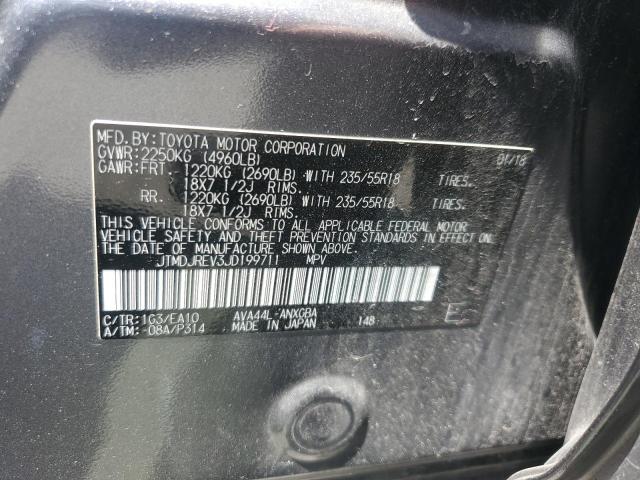 MFD. BY: TOYOTA MOTOR CORPORATION 01/18
GVWR: 2250KG (4960LB)
GAWR: FRT. 1220KG (2690LB) WITH 235/55R18 TIRES.
18X7 1/2J RIMS.
RR. 1220KG (2690LB) WITH 235/55R18 TIRES.
18X7 1/2J RIMS.
THIS VEHICLE CONFORMS TO ALL APPLICABLE FEDERAL MOTOR
VEHICLE SAFETY AND THEFT PREVENTION STANDARDS IN EFFECT ON
THE DATE OF MANUFACTURE SHOWN ABOVE.
JTMDJREV3JD199711 MPV
C/TR: 1G3/EA10 AVA44L-ANXGBA 148 E
A/TM: -08A/P314 MADE IN JAPAN